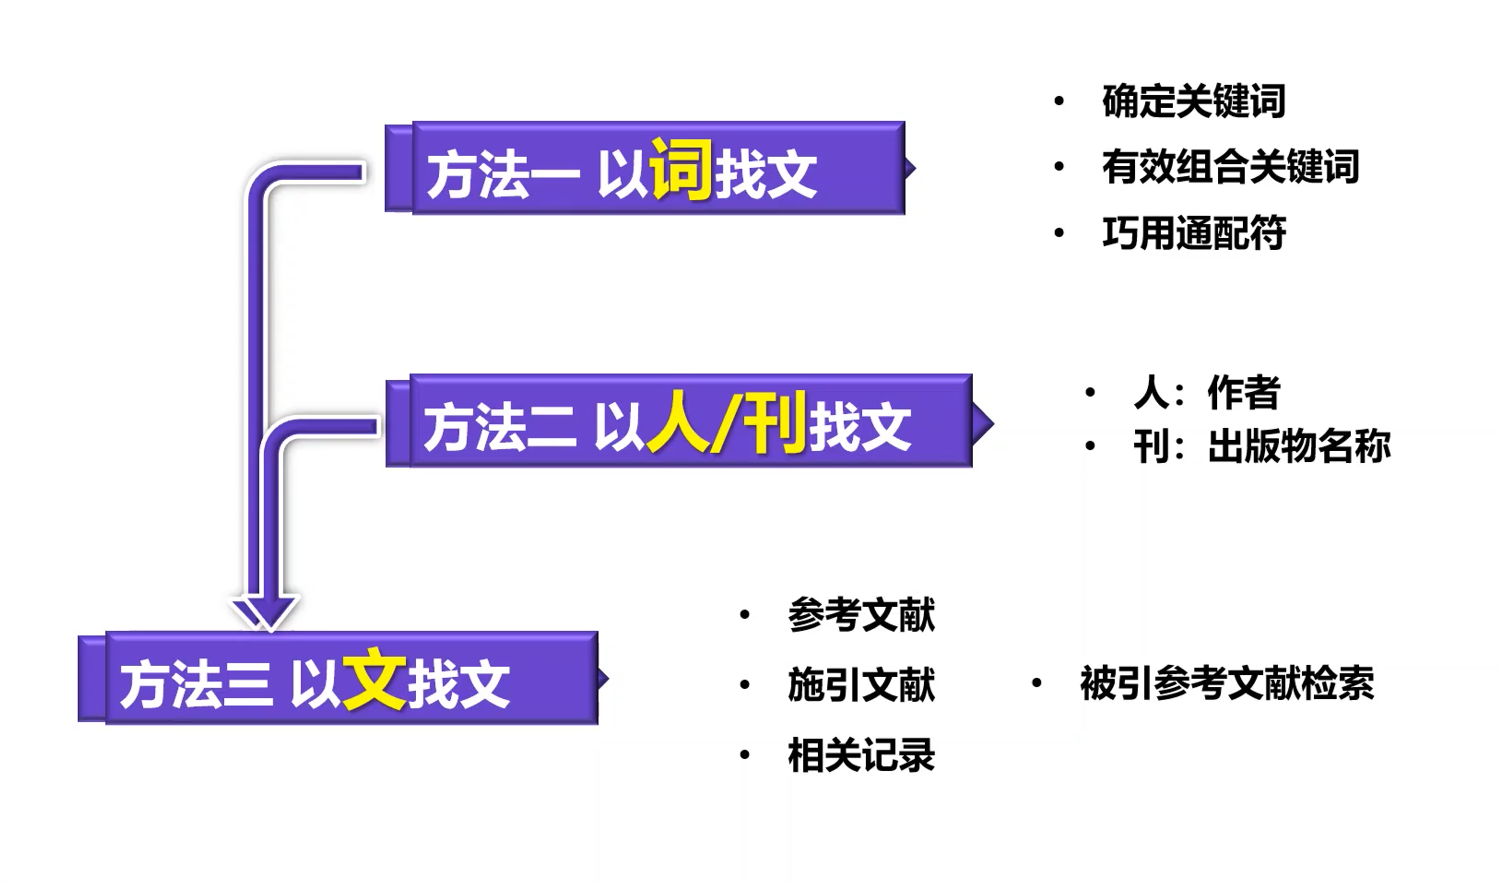 方法一 以词找文
• 确定关键词
• 有效组合关键词
• 巧用通配符
方法二 以人/刊找文
• 人：作者
• 刊：出版物名称
方法三 以文找文
• 参考文献
• 施引文献
• 相关记录
• 被引参考文献检索